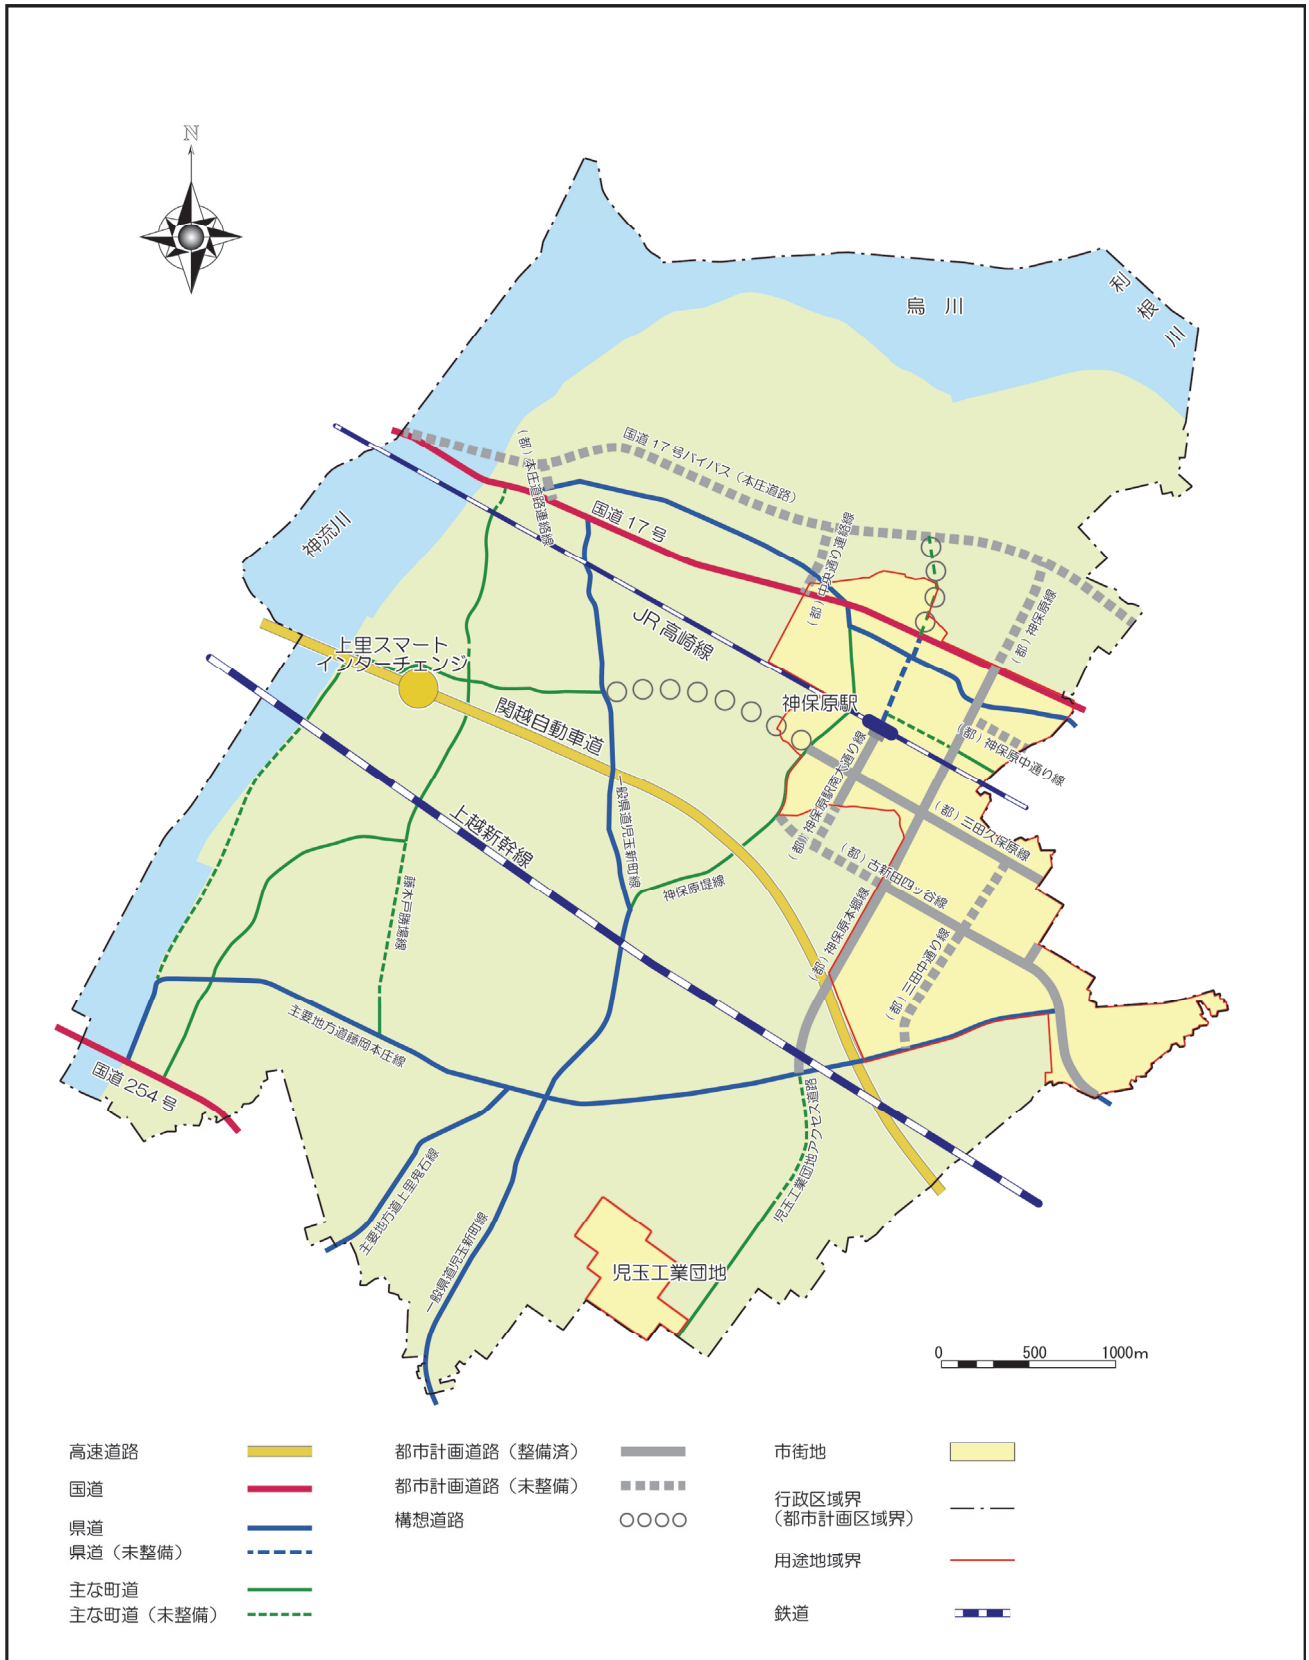 N
烏　川
利根川
神流川
国道17号バイパス（本庄道路）
（都）本庄道路連絡線
国道17号
（都）中央通り連絡線
（都）神保原線
JR高崎線
上里スマート
インターチェンジ
神保原駅
関越自動車道
（都）神保原中通り線
（都）神保原駅南大通り線
一般県道児玉新町線
（都）三田久保原線
上越新幹線
（都）古新田四ッ谷線
神保原堤線
藤木戸勝場線
（都）神保原本郷線
（都）三田中通り線
主要地方道藤岡本庄線
国道254号
児玉工業団地アクセス道路
主要地方道上里鬼石線
一般県道児玉新町線
児玉工業団地
0 500 1000m
高速道路
国道
県道
県道（未整備）
主な町道
主な町道（未整備）
都市計画道路（整備済）
都市計画道路（未整備）
構想道路
市街地
行政区域界
（都市計画区域界）
用途地域界
鉄道